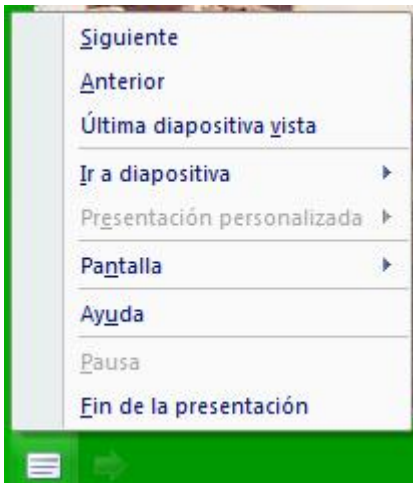 Siguiente
Anterior
Última diapositiva vista
Ir a diapositiva
Presentación personalizada
Pantalla
Ayuda
Pausa
Fin de la presentación